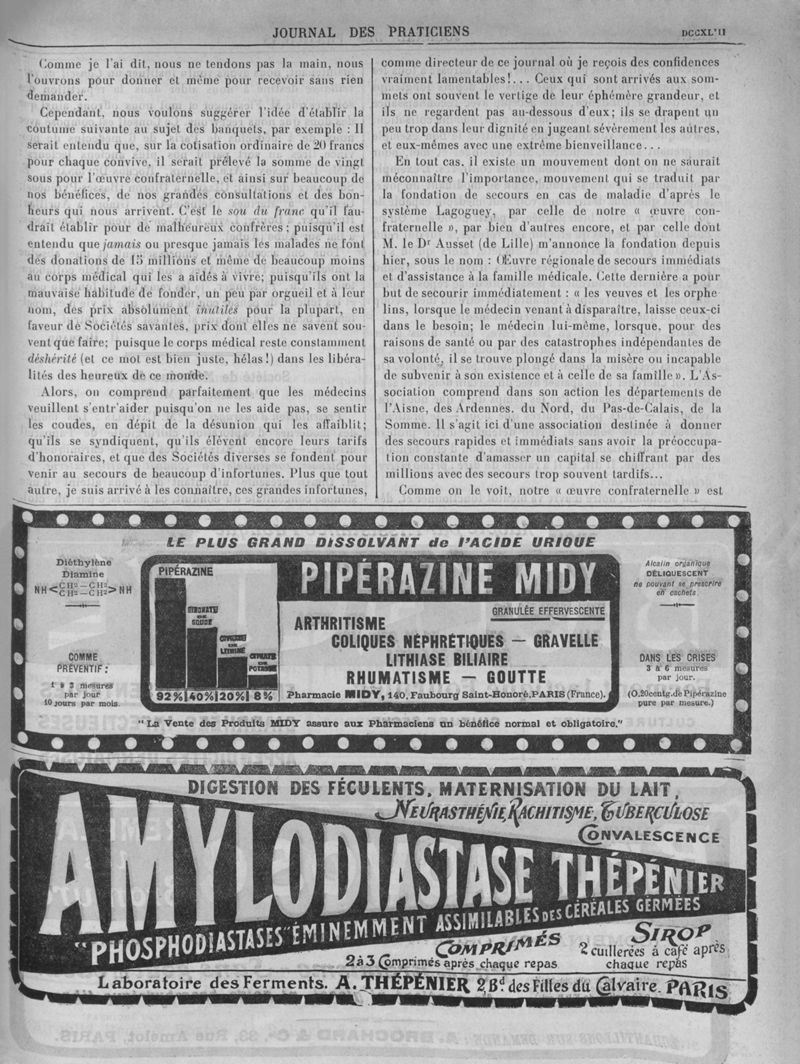 JOURNAL DES PRATICIENS
Comme je l'ai dit, nous ne tendons pas la main, nous
l'ouvrons pour donner et même pour recevoir sans rien
demander.
Cependant, nous voulons suggérer l'idée d'établir la
coutume suivante au sujet des banquets, par exemple : Il
serait entendu que, sur la cotisation ordinaire de 20 francs
pour chaque convive, il serait prélevé la somme de vingt
sous pour l'œuvre confraternelle, et ainsi sur beaucoup de
nos bénéfices, de nos grandes consultations et des bon-
heurs qui nous arrivent. C'est le sou du franc qu'il fau-
drait établir pour de malheureux confrères ; puisqu'il est
entendu que jamais ou presque jamais les malades ne font
des donations de 15 millions et même de beaucoup moins
au corps médical qui les a aidés à vivre; puisqu'ils ont la
mauvaise habitude de fonder, un peu par orgueil et à leur
nom, des prix absolument inutiles pour la plupart, en
faveur de Sociétés savantes, prix dont elles ne savent sou-
vent que faire; puisque le corps médical reste constamment
déshérité (et ce mot est bien juste, hélas!) dans les libéra-
lités des heureux de ce monde.
Alors, on comprend parfaitement que les médecins
veuillent s'entr'aider puisqu'on ne les aide pas, se sentir
les coudes, en dépit de la désunion qui les affaiblit;
qu'ils se syndiquent, qu'ils élèvent encore leurs tarifs
d'honoraires, et que des Sociétés diverses se fondent pour
venir au secours de beaucoup d'infortunes. Plus que tout
autre, je suis arrivé à les connaître, ces grandes infortunes,
comme directeur de ce journal où je reçois des confidences
vraiment lamentables!... Ceux qui sont arrivés aux som-
mets ont souvent le vertige de leur éphémère grandeur, et
ils ne regardent pas au-dessous d'eux; ils se drapent un
peu trop dans leur dignité en jugeant sévèrement les autres,
et eux-mêmes avec une extrême bienveillance...
En tout cas, il existe un mouvement dont on ne saurait
méconnaître l'importance, mouvement qui se traduit par
la fondation de secours en cas de maladie d'après le
système Lagoguey, par celle de notre « œuvre con-
fraternelle », par bien d'autres encore, et par celle dont
M. le Dr Ausset (de Lille) m'annonce la fondation depuis
hier, sous le nom : Œuvre régionale de secours immédiats
et d'assistance à la famille médicale. Cette dernière a pour
but de secourir immédiatement : « les veuves et les orphe
lins, lorsque le médecin venant à disparaître, laisse ceux-ci
dans le besoin; le médecin lui-même, lorsque, pour des
raisons de santé ou par des catastrophes indépendantes de
sa volonté, il se trouve plongé dans la misère ou incapable
de subvenir à son existence et à celle de sa famille ». L'As-
sociation comprend dans son action les départements de
l'Aisne, des Ardennes, du Nord, du Pas-de-Calais, de la
Somme. Il s'agit ici d'une association destinée à donner
des secours rapides et immédiats sans avoir la préoccupa-
tion constante d'amasser un capital se chiffrant par des
millions avec des secours trop souvent tardifs...
Comme on le voit, notre « œuvre confraternelle » est
LE PLUS GRAND DISSOLVANT de l'ACIDE URIQUE
Diéthylène
Diamine
NH<CH²-CH²
CH²-CH²>NH
COMME
PRÉVENTIF:
1 à 3 mesures
par jour
10 jours par mois.
PIPÉRAZINE
BICARBONATE
DE
SOUDE
CITRATE
DE
POTASSE
92% 40% 20% 8%
PIPÉRAZINE MIDY
GRANULÉE EFFERVESCENTE
ARTHRITISME
COLIQUES NÉPHRÉTIQUES — GRAVELLE
LITHIASE BILIAIRE
RHUMATISME — GOUTTE
Pharmacie MIDY, 140, Faubourg Saint-Honoré, PARIS (France).
Alcalin organique
DÉLIQUESCENT
ne pouvant se prescrire
en cachets.
DANS LES CRISES
3 à 6 mesures
par jour.
(0,20cmtg.de Pipérazine
pure par mesure.)
"La Vente des Produits MIDY assure aux Pharmaciens un bénéfice normal et obligatoire."
DIGESTION DES FÉCULENTS, MATERNISATION DU LAIT,
NEURASTHÉNIE, RACHITISME, TUBERCULOSE
CONVALESCENCE
AMYLODIASTASE THÉPÉNIER
"PHOSPHODIASTASES" ÉMINEMMENT ASSIMILABLES DES CÉRÉALES GERMÉES
COMPRIMÉS
2 à 3 Comprimés après chaque repas
SIROP
2 cuillerées à café après
chaque repas
Laboratoire des Ferments. A. THÉPÉNIER 2 Bd des Filles du Calvaire. PARIS